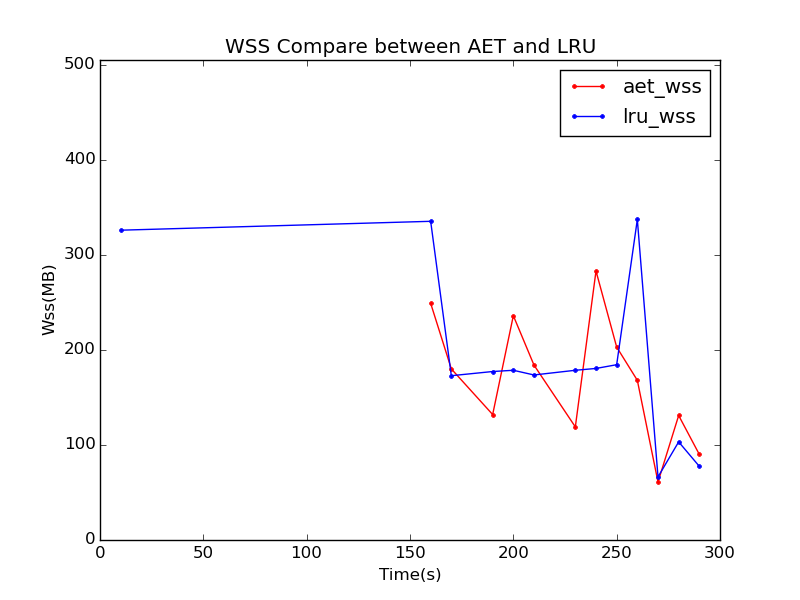 WSS Compare between AET and LRU
500
400
300
200
100
0
Wss(MB)
aet_wss
lru_wss
0 50 100 150 200 250 300
Time(s)